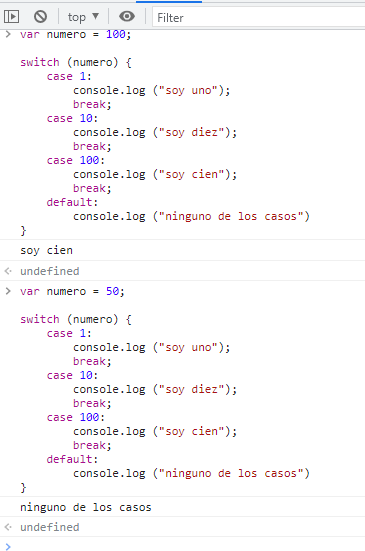 top ▼ Filter
> var numero = 100;
switch (numero) {
    case 1:
        console.log ("soy uno");
        break;
    case 10:
        console.log ("soy diez");
        break;
    case 100:
        console.log ("soy cien");
        break;
    default:
        console.log ("ninguno de los casos")
}
soy cien
undefined
> var numero = 50;
switch (numero) {
    case 1:
        console.log ("soy uno");
        break;
    case 10:
        console.log ("soy diez");
        break;
    case 100:
        console.log ("soy cien");
        break;
    default:
        console.log ("ninguno de los casos")
}
ninguno de los casos
undefined
>